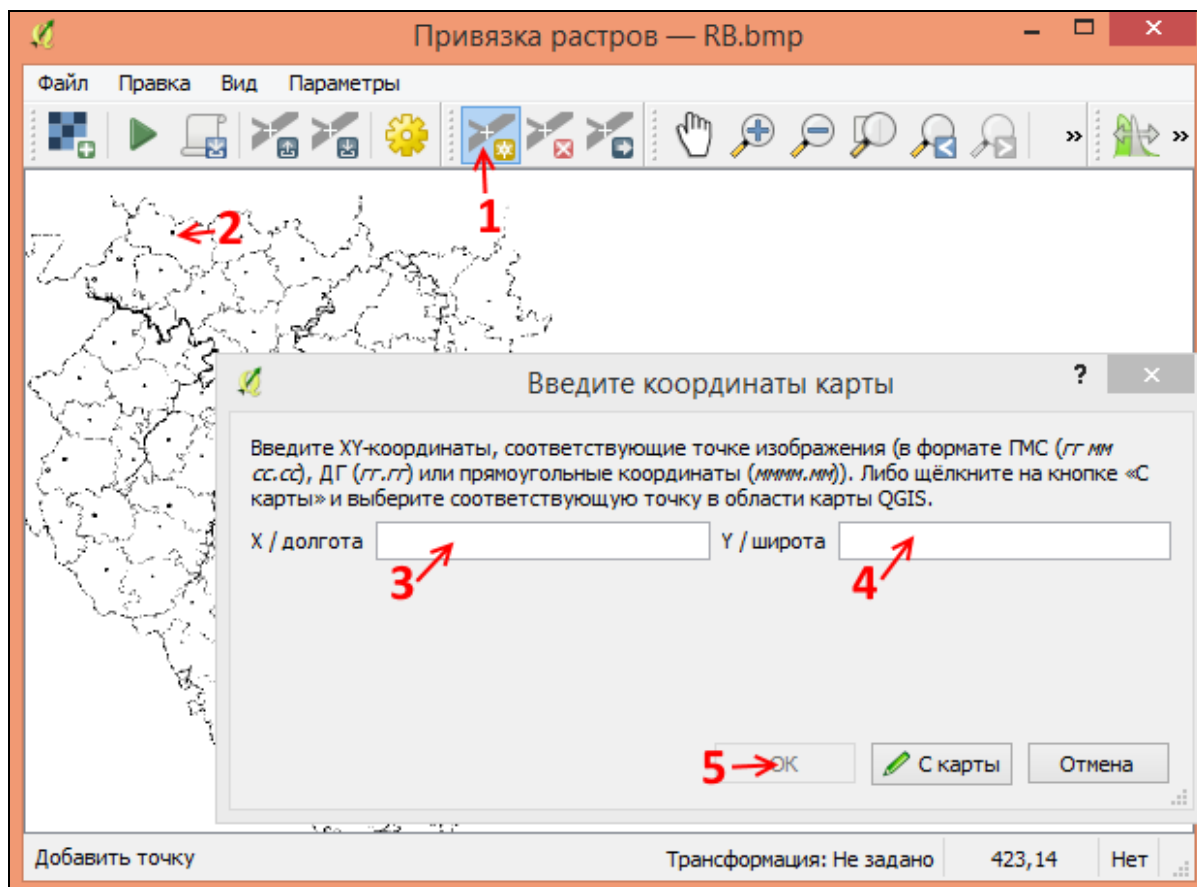 Привязка растров — RB.bmp
Файл Правка Вид Параметры
» »
1
2
Введите координаты карты
?
Введите XY-координаты, соответствующие точке изображения (в формате ГМС (гг мм
сс.сс), ДГ (гг.гг) или прямоугольные координаты (мммм.мм)). Либо щёлкните на кнопке «С
карты» и выберите соответствующую точку в области карты QGIS.
X / долгота Y / широта
3 4
5 OK С карты Отмена
Добавить точку Трансформация: Не задано 423,14 Нет